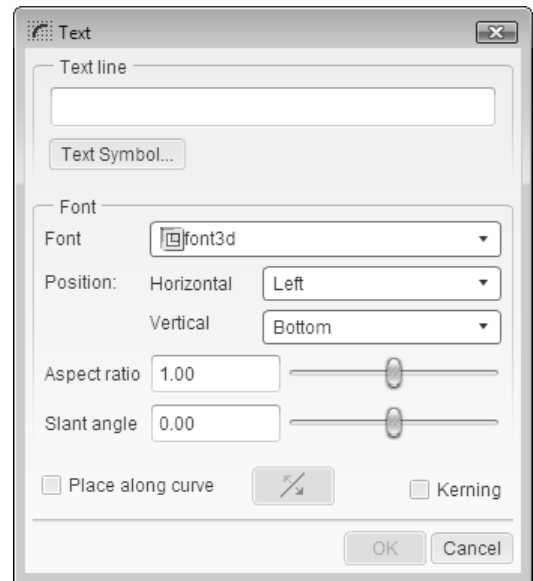 Text
Text line
Text Symbol...
Font
Font font3d
Position: Horizontal Left
Vertical Bottom
Aspect ratio 1.00
Slant angle 0.00
Place along curve Kerning
OK Cancel